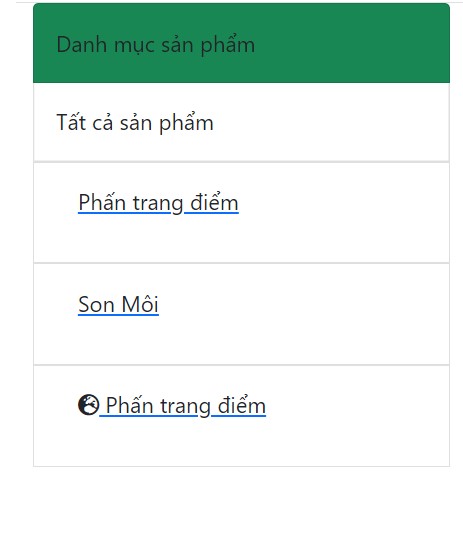 Danh mục sản phẩm
Tất cả sản phẩm
Phấn trang điểm
Son Môi
Phấn trang điểm